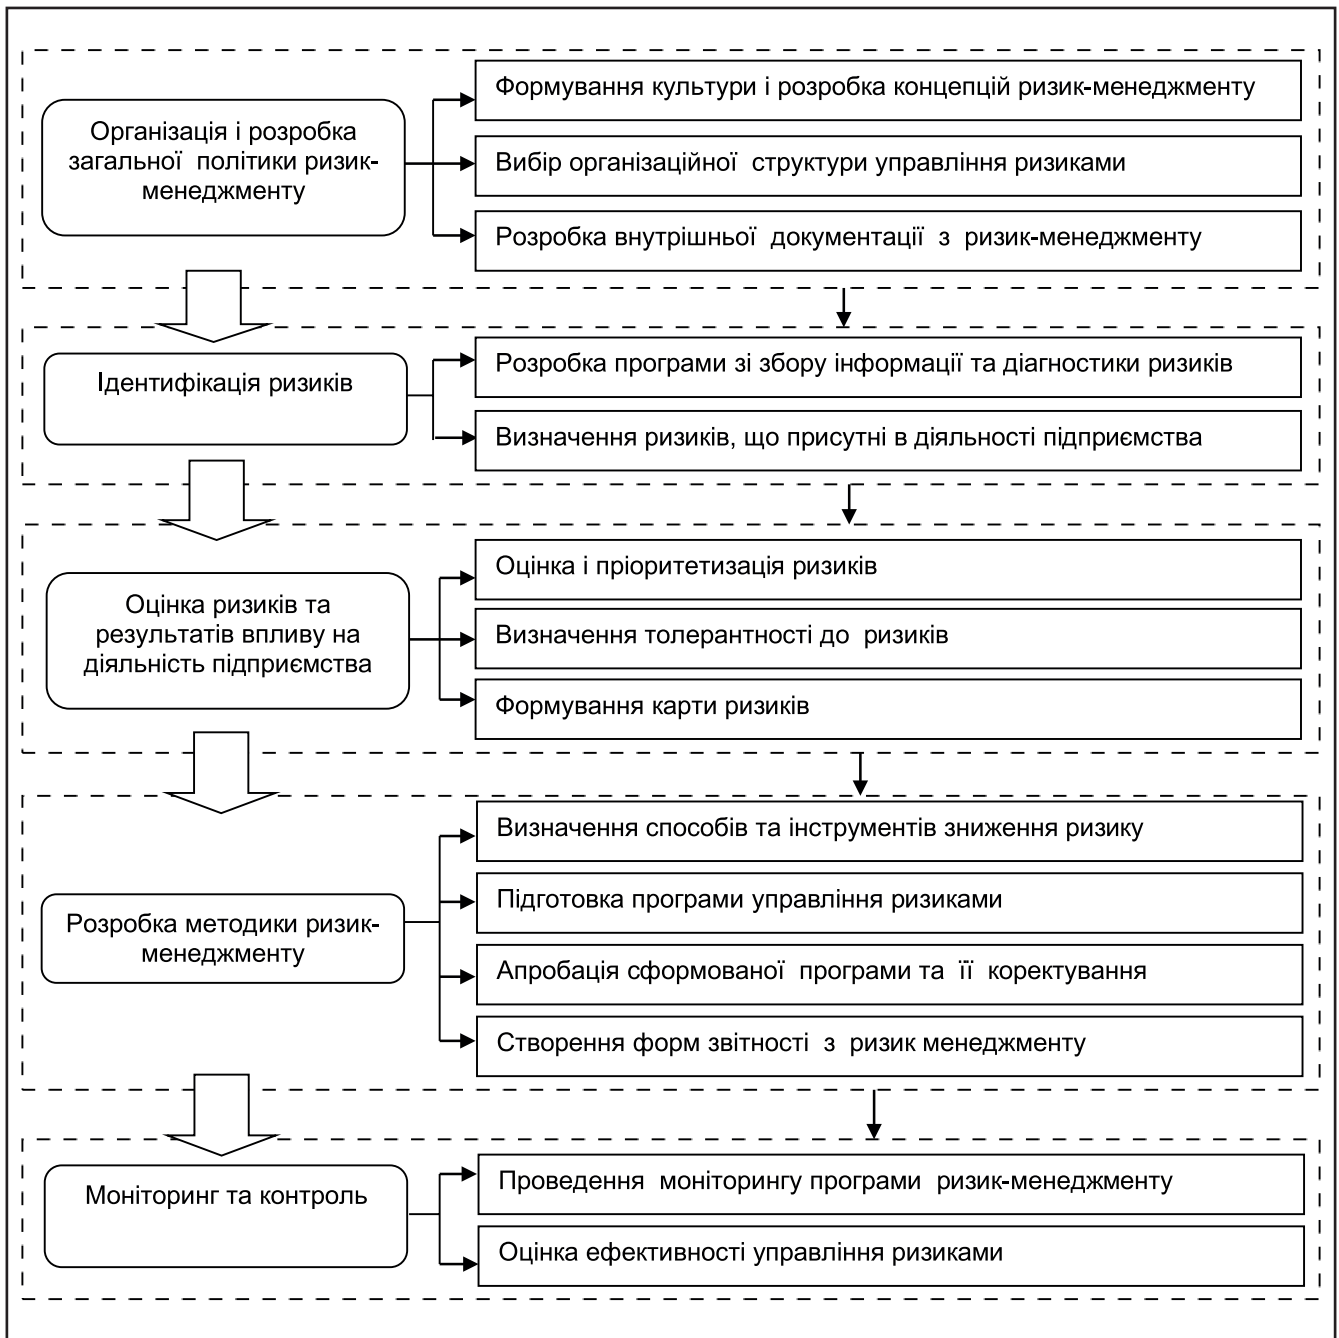 Організація і розробка
загальної політики ризик-
менеджменту
Формування культури і розробка концепцій ризик-менеджменту
Вибір організаційної структури управління ризиками
Розробка внутрішньої документації з ризик-менеджменту
Ідентифікація ризиків
Розробка програми зі збору інформації та діагностики ризиків
Визначення ризиків, що присутні в діяльності підприємства
Оцінка ризиків та
результатів впливу на
діяльність підприємства
Оцінка і пріоритетизація ризиків
Визначення толерантності до ризиків
Формування карти ризиків
Розробка методики ризик-
менеджменту
Визначення способів та інструментів зниження ризику
Підготовка програми управління ризиками
Апробація сформованої програми та її коректування
Створення форм звітності з ризик менеджменту
Моніторинг та контроль
Проведення моніторингу програми ризик-менеджменту
Оцінка ефективності управління ризиками